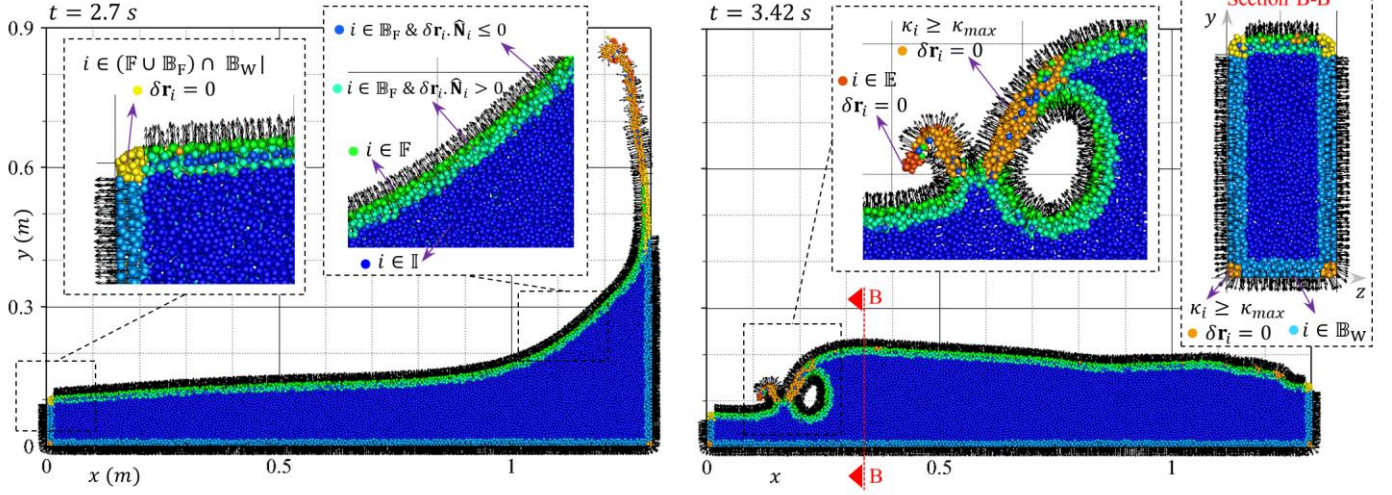 t = 2.7 s
0.9
0.6
0.3
0
y (m)
0
0.5
1
x (m)
i ∈ (𝔽 ∪ 𝔹_F) ∩ 𝔹_W|
δ𝐫_i = 0
i ∈ 𝔹_F & δ𝐫_i.𝐍̂_i ≤ 0
i ∈ 𝔹_F & δ𝐫_i.𝐍̂_i > 0
i ∈ 𝔽
i ∈ 𝕀
t = 3.42 s
κ_i ≥ κ_max
δ𝐫_i = 0
i ∈ 𝔼
δ𝐫_i = 0
Section B-B
y
z
κ_i ≥ κ_max
δ𝐫_i = 0
i ∈ 𝔹_W
B
B
0
0.5
1
x